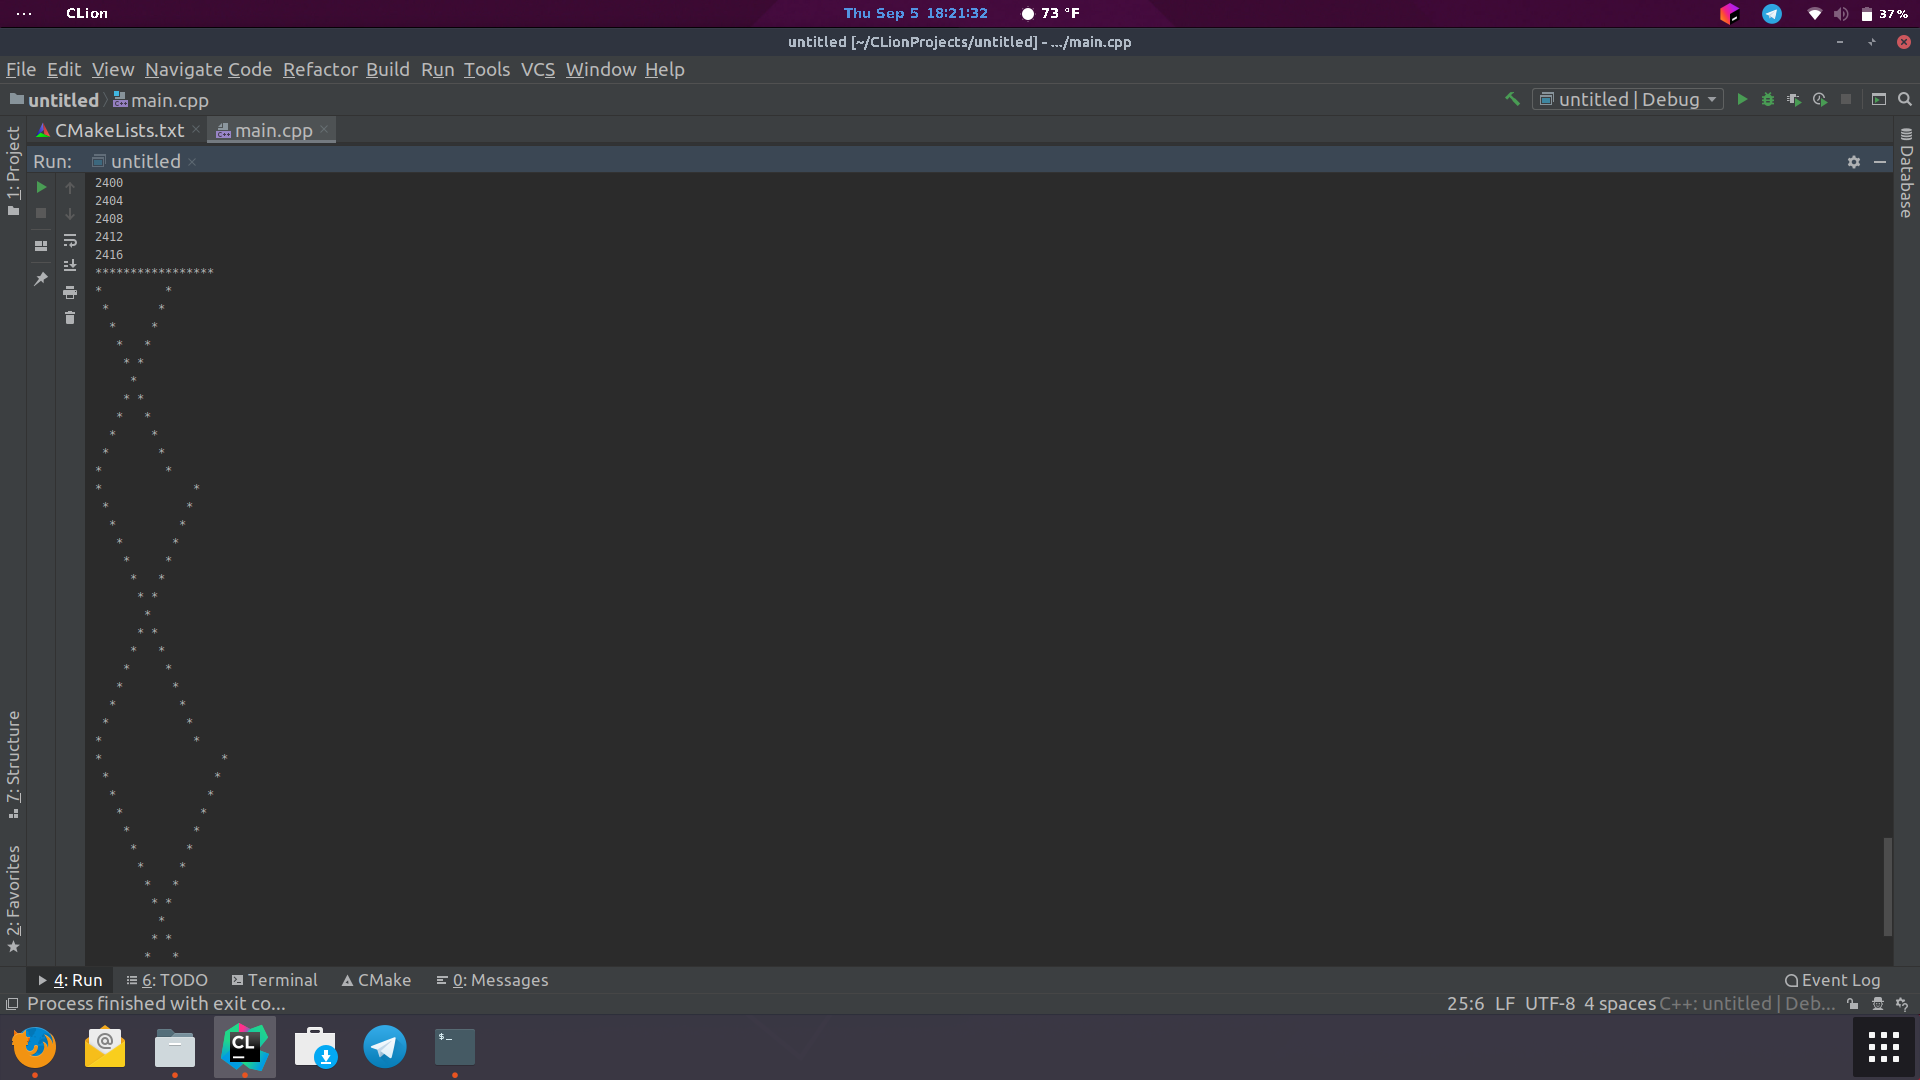 CLion
Thu Sep 5 18:21:32
73 °F
37%
untitled [~/CLionProjects/untitled] - .../main.cpp
File Edit View Navigate Code Refactor Build Run Tools VCS Window Help
untitled main.cpp
untitled | Debug
CMakeLists.txt
main.cpp
1: Project
Database
Run: untitled
2400
2404
2408
2412
2416
*****************
*         *
 *       *
  *     *
   *   *
    * *
     *
    * *
   *   *
  *     *
 *       *
*         *
*             *
 *           *
  *         *
   *       *
    *     *
     *   *
      * *
       *
      * *
     *   *
    *     *
   *       *
  *         *
 *           *
*             *
*                 *
 *               *
  *             *
   *           *
    *         *
     *       *
      *     *
       *   *
        * *
         *
        * *
       *   *
7: Structure
2: Favorites
4: Run
6: TODO
Terminal
CMake
0: Messages
Event Log
Process finished with exit co...
25:6 LF UTF-8 4 spaces C++: untitled | Deb...
@
CL
$_